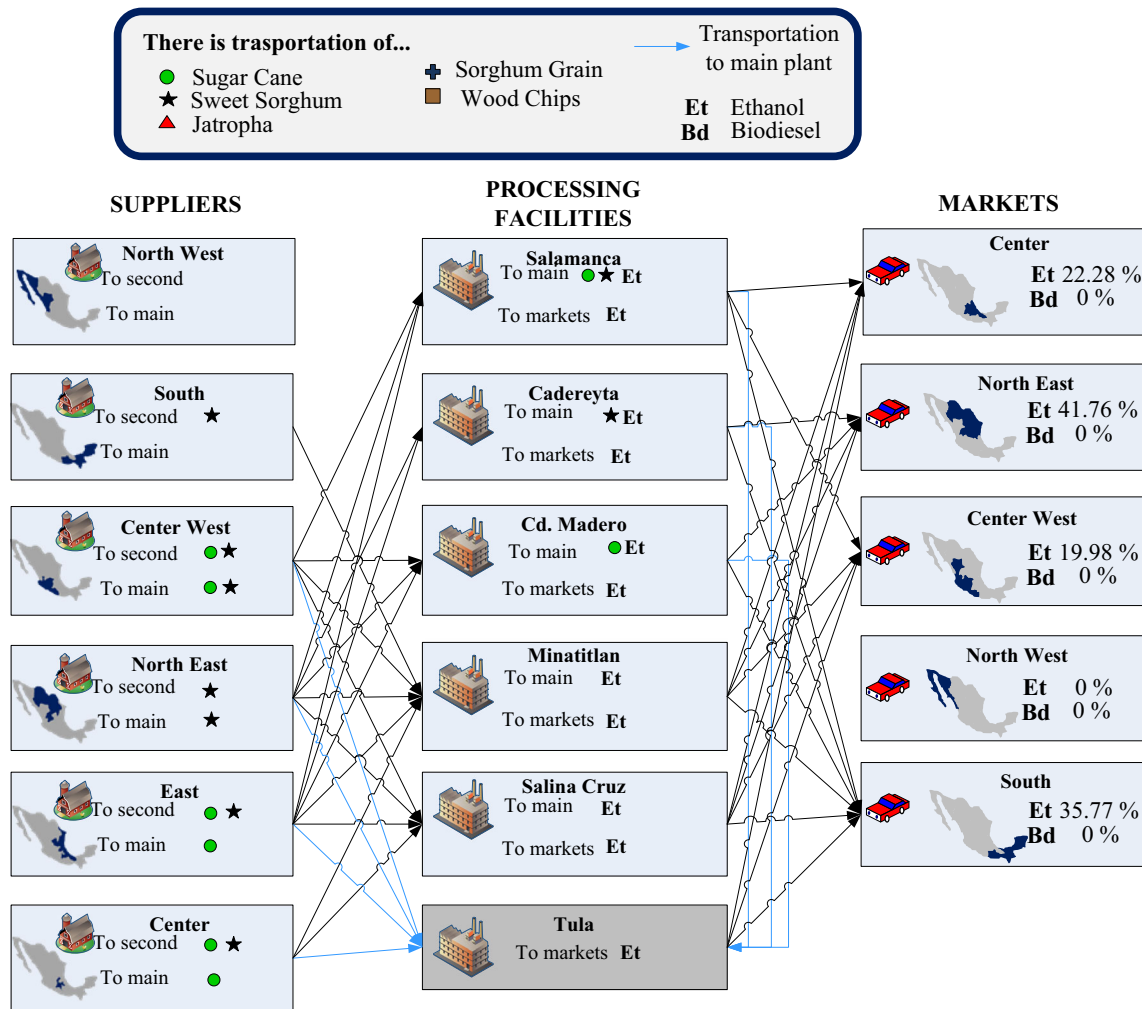 There is trasportation of...
Sugar Cane
Sweet Sorghum
Jatropha
Sorghum Grain
Wood Chips
Transportation
to main plant
Et Ethanol
Bd Biodiesel
SUPPLIERS
North West
To second
To main
South
To second
To main
Center West
To second
To main
North East
To second
To main
East
To second
To main
Center
To second
To main
PROCESSING
FACILITIES
Salamanca
To main Et
To markets Et
Cadereyta
To main Et
To markets Et
Cd. Madero
To main Et
To markets Et
Minatitlan
To main Et
To markets Et
Salina Cruz
To main Et
To markets Et
Tula
To markets Et
MARKETS
Center
Et 22.28 %
Bd 0 %
North East
Et 41.76 %
Bd 0 %
Center West
Et 19.98 %
Bd 0 %
North West
Et 0 %
Bd 0 %
South
Et 35.77 %
Bd 0 %